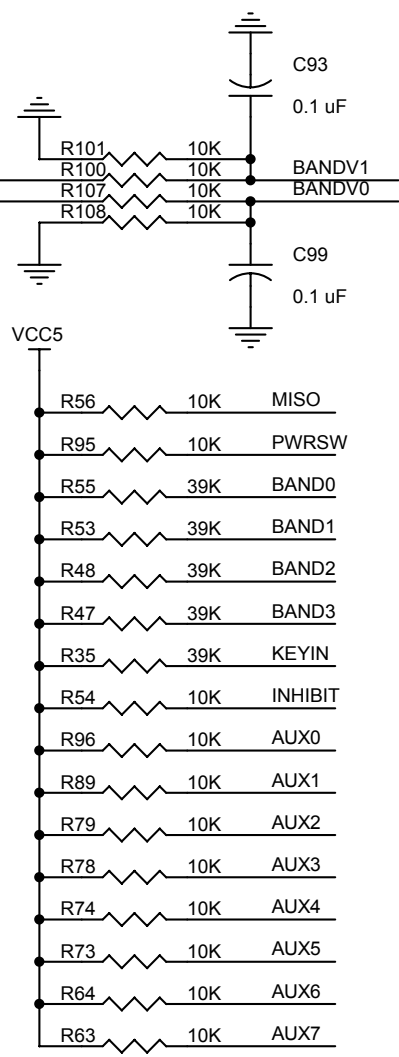 C93
0.1 uF
R101 10K
R100 10K BANDV1
R107 10K BANDV0
R108 10K
C99
0.1 uF
VCC5
R56 10K MISO
R95 10K PWRSW
R55 39K BAND0
R53 39K BAND1
R48 39K BAND2
R47 39K BAND3
R35 39K KEYIN
R54 10K INHIBIT
R96 10K AUX0
R89 10K AUX1
R79 10K AUX2
R78 10K AUX3
R74 10K AUX4
R73 10K AUX5
R64 10K AUX6
R63 10K AUX7